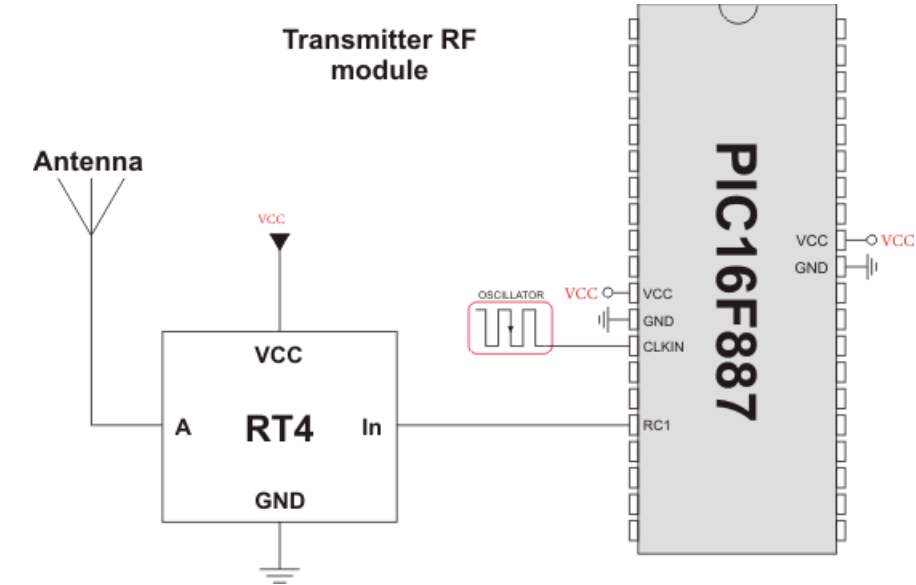 Transmitter RF
module
Antenna
VCC
VCC
RT4
A
In
GND
OSCILLATOR
VCC
VCC
GND
CLKIN
RC1
PIC16F887
VCC
GND
VCC